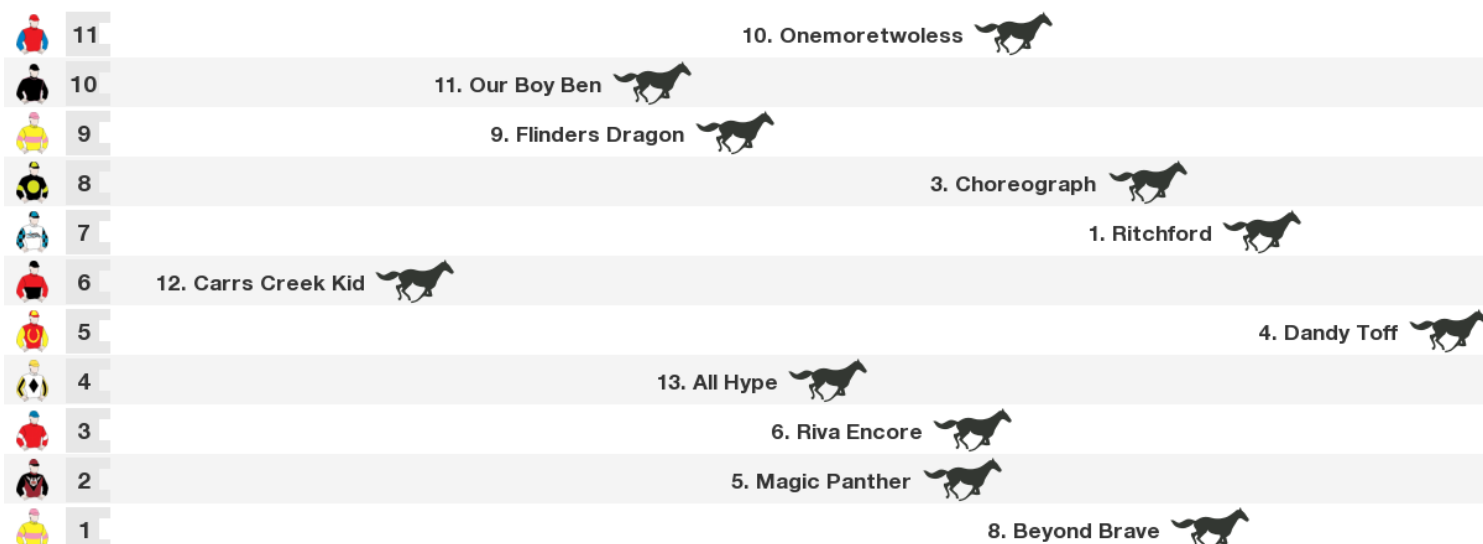 11 10. Onemoretwoless
10 11. Our Boy Ben
9 9. Flinders Dragon
8 3. Choreograph
7 1. Ritchford
6 12. Carrs Creek Kid
5 4. Dandy Toff
4 13. All Hype
3 6. Riva Encore
2 5. Magic Panther
1 8. Beyond Brave